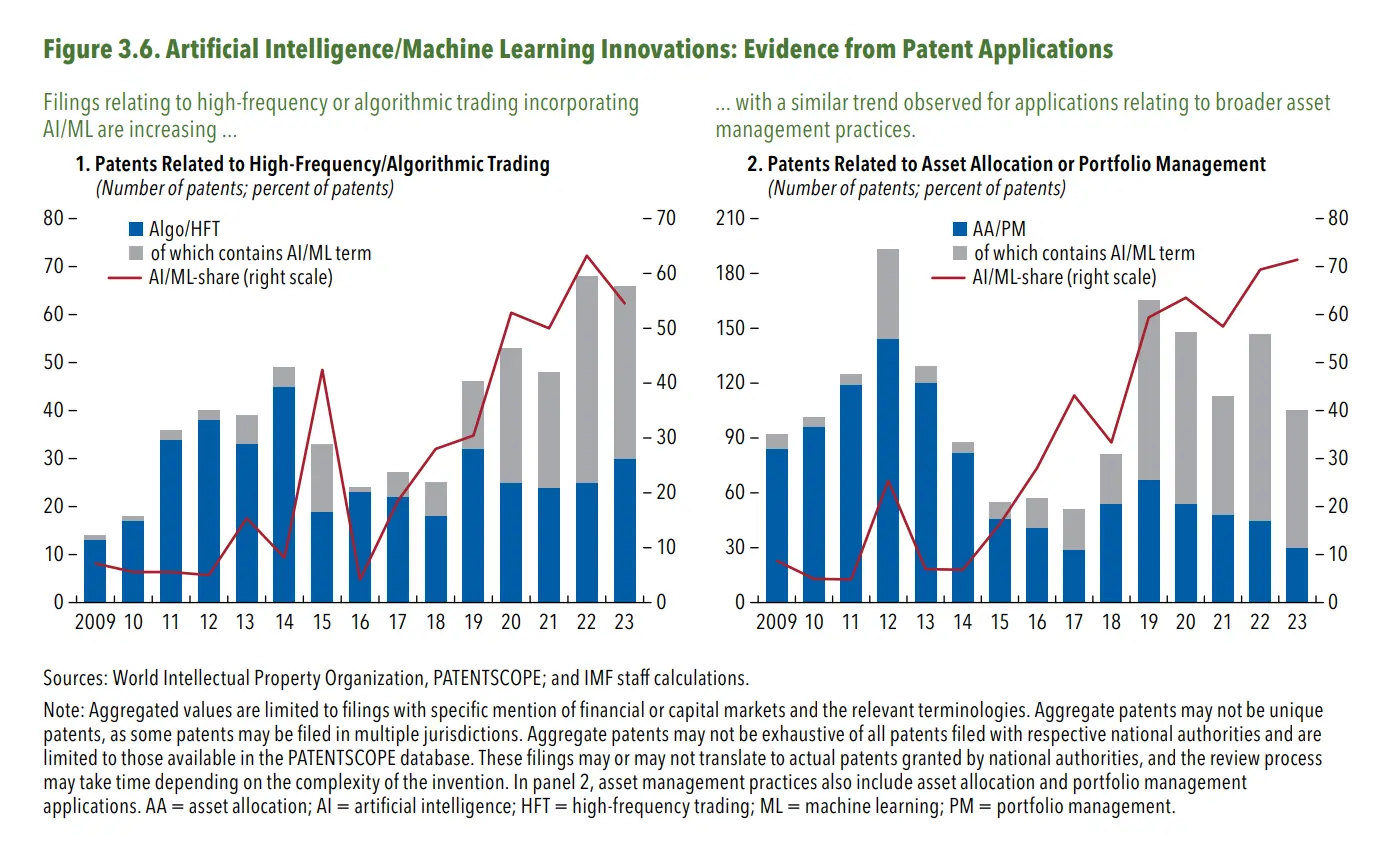 Figure 3.6. Artificial Intelligence/Machine Learning Innovations: Evidence from Patent Applications
Filings relating to high-frequency or algorithmic trading incorporating
AI/ML are increasing ...
1. Patents Related to High-Frequency/Algorithmic Trading
(Number of patents; percent of patents)
80 –
70 –
60 –
50 –
40 –
30 –
20 –
10 –
0 –
Algo/HFT
of which contains AI/ML term
AI/ML-share (right scale)
– 70
– 60
– 50
– 40
– 30
– 20
– 10
– 0
2009 10 11 12 13 14 15 16 17 18 19 20 21 22 23
... with a similar trend observed for applications relating to broader asset
management practices.
2. Patents Related to Asset Allocation or Portfolio Management
(Number of patents; percent of patents)
210 –
180 –
150 –
120 –
90 –
60 –
30 –
0 –
AA/PM
of which contains AI/ML term
AI/ML-share (right scale)
– 80
– 70
– 60
– 50
– 40
– 30
– 20
– 10
– 0
2009 10 11 12 13 14 15 16 17 18 19 20 21 22 23
Sources: World Intellectual Property Organization, PATENTSCOPE; and IMF staff calculations.
Note: Aggregated values are limited to filings with specific mention of financial or capital markets and the relevant terminologies. Aggregate patents may not be unique
patents, as some patents may be filed in multiple jurisdictions. Aggregate patents may not be exhaustive of all patents filed with respective national authorities and are
limited to those available in the PATENTSCOPE database. These filings may or may not translate to actual patents granted by national authorities, and the review process
may take time depending on the complexity of the invention. In panel 2, asset management practices also include asset allocation and portfolio management
applications. AA = asset allocation; AI = artificial intelligence; HFT = high-frequency trading; ML = machine learning; PM = portfolio management.